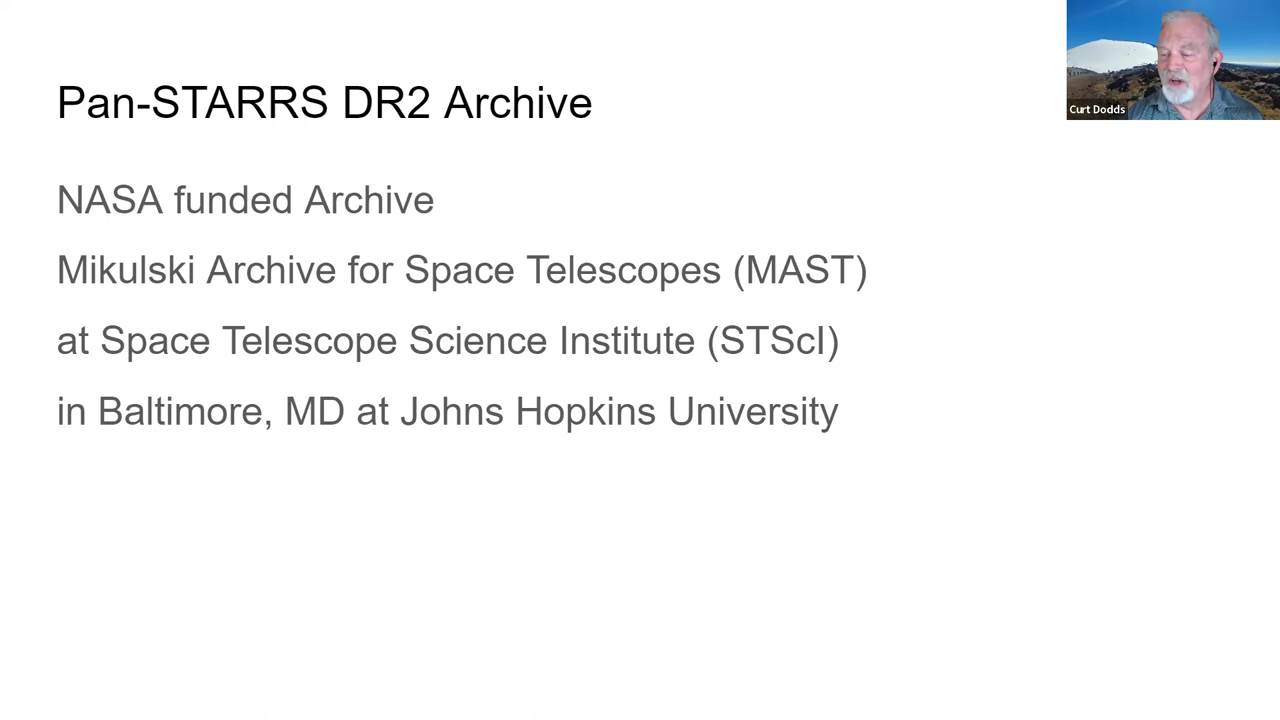 Pan-STARRS DR2 Archive
NASA funded Archive
Mikulski Archive for Space Telescopes (MAST)
at Space Telescope Science Institute (STScI)
in Baltimore, MD at Johns Hopkins University
Curt Dodds